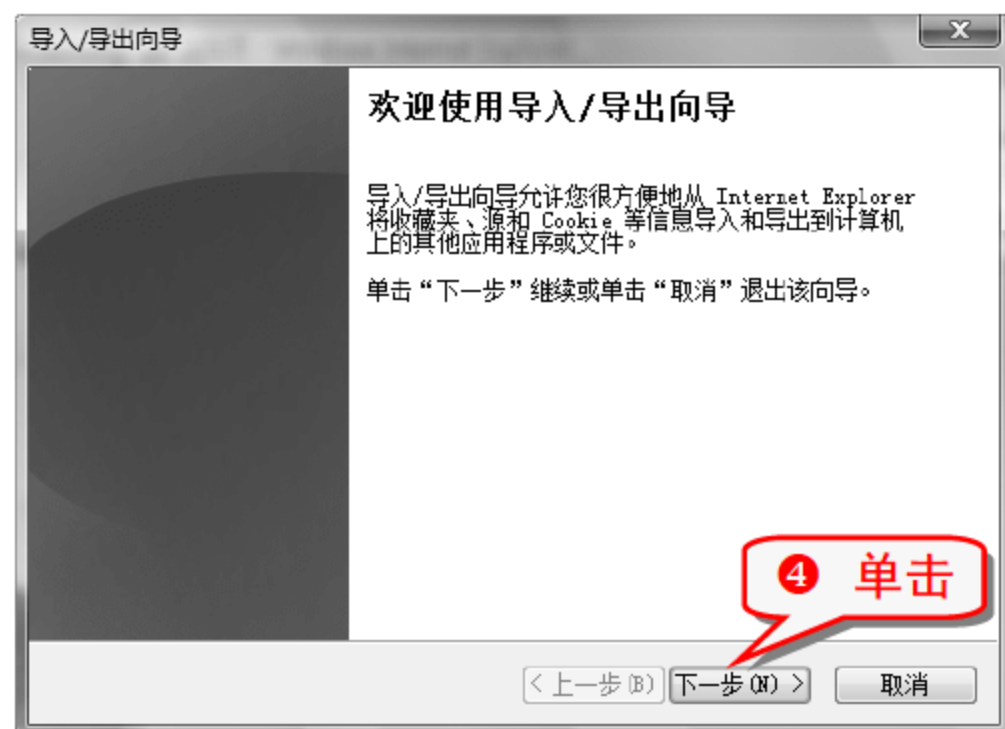 导入/导出向导
欢迎使用导入/导出向导
导入/导出向导允许您很方便地从 Internet Explorer
将收藏夹、源和 Cookie 等信息导入和导出到计算机
上的其他应用程序或文件。
单击“下一步”继续或单击“取消”退出该向导。
❹ 单击
< 上一步(B) 下一步(N) > 取消